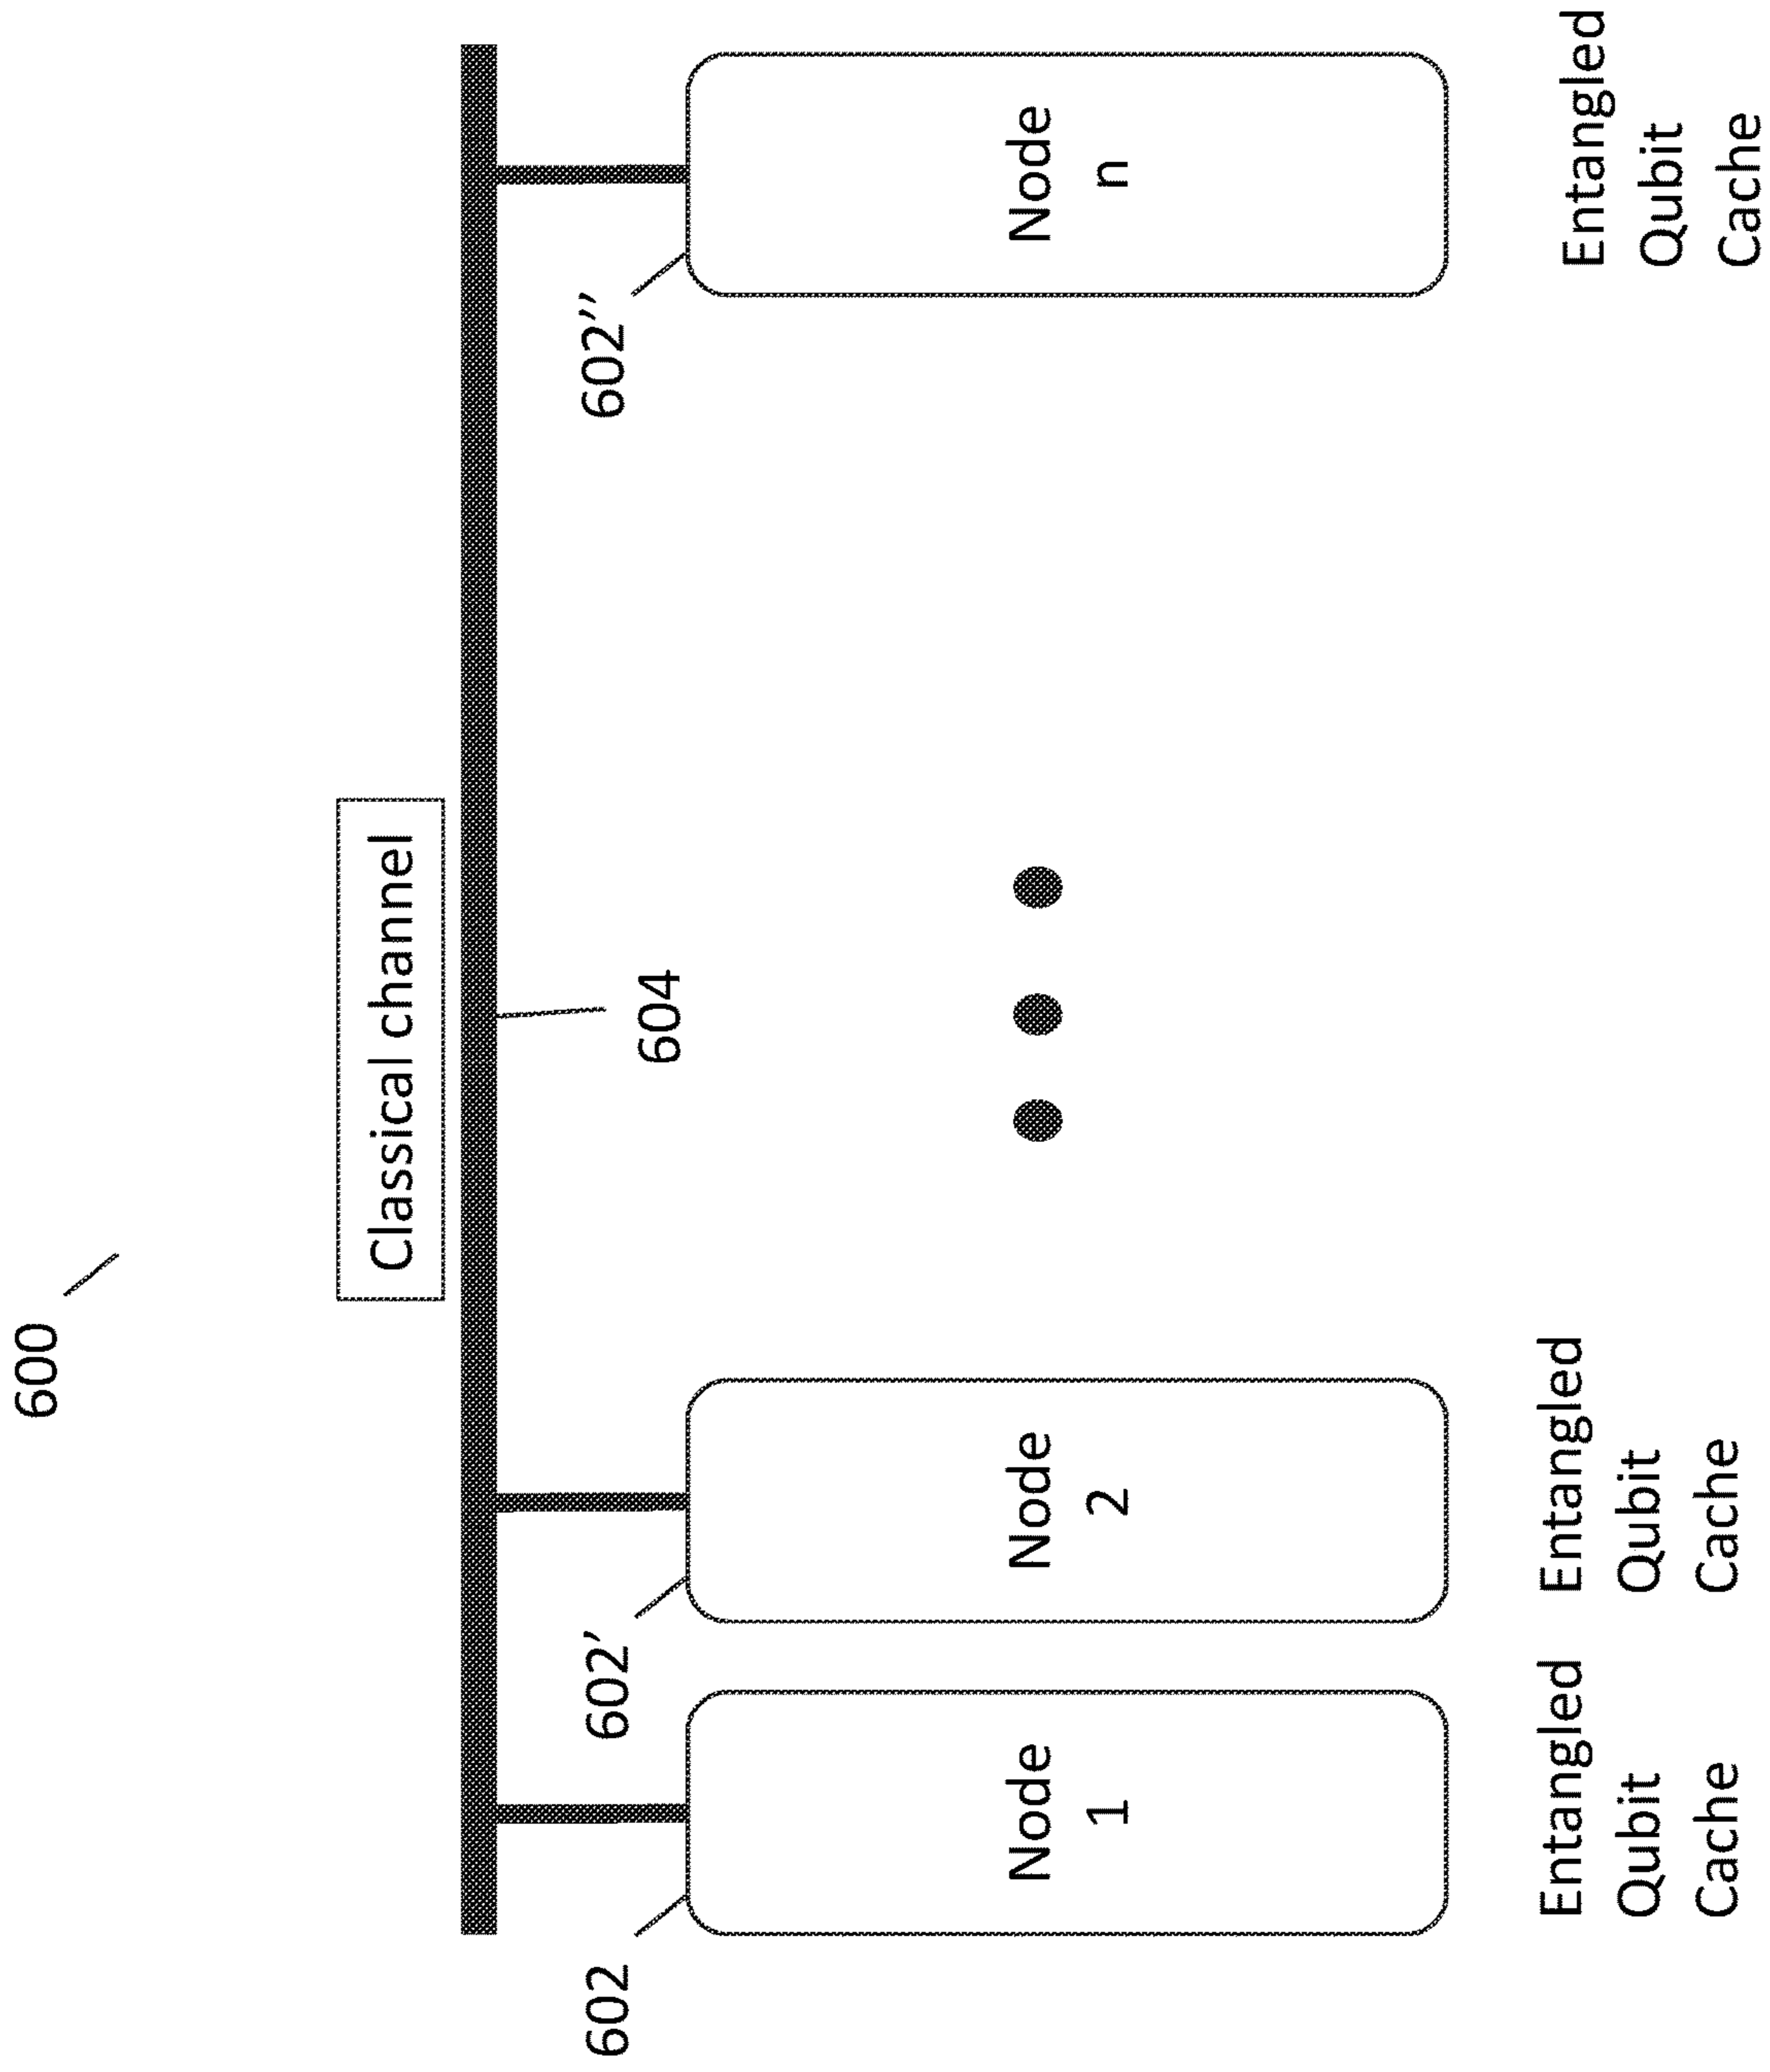 600
Classical channel
604
602
602'
602''
Node
1
Node
2
Node
n
Entangled
Qubit
Cache
Entangled
Qubit
Cache
Entangled
Qubit
Cache